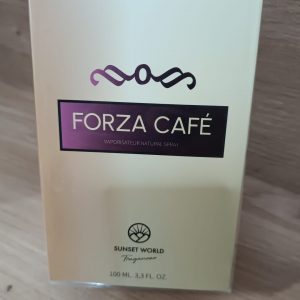 FORZA CAFÉ
VAPORISATEUR NATURAL SPRAY
SUNSET WORLD
Fragrances
100 ML. 3,3 FL. OZ.